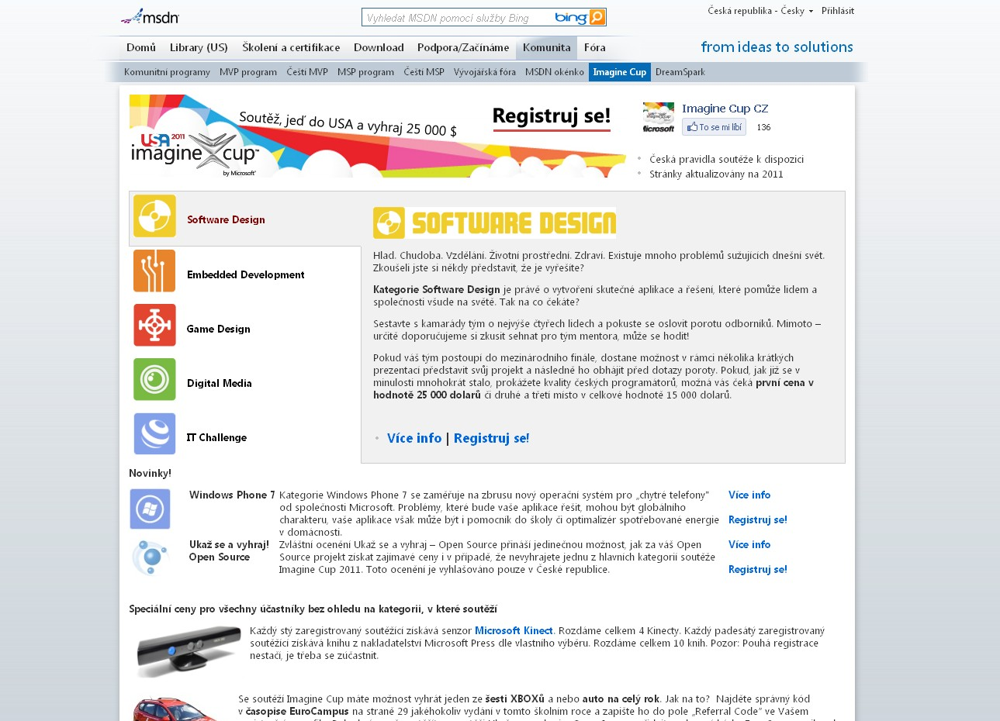 msdn
Vyhledat MSDN pomocí služby Bing
bing
Česká republika - Česky
Přihlásit
Domů Library (US) Školení a certifikace Download Podpora/Začínáme Komunita Fóra
from ideas to solutions
Komunitní programy MVP program Čeští MVP MSP program Čeští MSP Vývojářská fóra MSDN okénko Imagine Cup DreamSpark
Soutěž, jeď do USA a vyhraj 25 000 $
Registruj se!
USA 2011
imagine cup™
by Microsoft®
Imagine Cup CZ
To se mi líbí 136
Česká pravidla soutěže k dispozici
Stránky aktualizovány na 2011
Software Design
Embedded Development
Game Design
Digital Media
IT Challenge
SOFTWARE DESIGN
Hlad. Chudoba. Vzdělání. Životní prostřední. Zdraví. Existuje mnoho problémů sužujících dnešní svět.
Zkoušeli jste si někdy představit, že je vyřešíte?
Kategorie Software Design je právě o vytvoření skutečné aplikace a řešení, které pomůže lidem a
společnosti všude na světě. Tak na co čekáte?
Sestavte s kamarády tým o nejvýše čtyřech lidech a pokuste se oslovit porotu odborníků. Mimoto –
určitě doporučujeme si zkusit sehnat pro tým mentora, může se hodit!
Pokud váš tým postoupí do mezinárodního finále, dostane možnost v rámci několika krátkých
prezentací představit svůj projekt a následně ho obhájit před dotazy poroty. Pokud, jak již se v
minulosti mnohokrát stalo, prokážete kvality českých programátorů, možná vás čeká první cena v
hodnotě 25 000 dolarů či druhé a třetí místo v celkové hodnotě 15 000 dolarů.
Více info | Registruj se!
Novinky!
Windows Phone 7
Kategorie Windows Phone 7 se zaměřuje na zbrusu nový operační systém pro „chytré telefony"
od společnosti Microsoft. Problémy, které bude vaše aplikace řešit, mohou být globálního
charakteru, vaše aplikace však může být i pomocník do školy či optimalizér spotřebované energie
v domácnosti.
Více info
Registruj se!
Ukaž se a vyhraj!
Open Source
Zvláštní ocenění Ukaž se a vyhraj – Open Source přináší jedinečnou možnost, jak za váš Open
Source projekt získat zajímavé ceny i v případě, že nevyhrajete jednu z hlavních kategorií soutěže
Imagine Cup 2011. Toto ocenění je vyhlašováno pouze v České republice.
Více info
Registruj se!
Speciální ceny pro všechny účastníky bez ohledu na kategorii, v které soutěží
Každý stý zaregistrovaný soutěžící získává senzor Microsoft Kinect. Rozdáme celkem 4 Kinecty. Každý padesátý zaregistrovaný
soutěžící získává knihu z nakladatelství Microsoft Press dle vlastního výběru. Rozdáme celkem 10 knih. Pozor: Pouhá registrace
nestačí, je třeba se zúčastnit.
Se soutěží Imagine Cup máte možnost vyhrát jeden ze šesti XBOXů a nebo auto na celý rok. Jak na to? Najděte správný kód
v časopise EuroCampus na straně 29 jakéhokoliv vydání v tomto školním roce a zapište ho do pole „Referral Code" ve Vašem